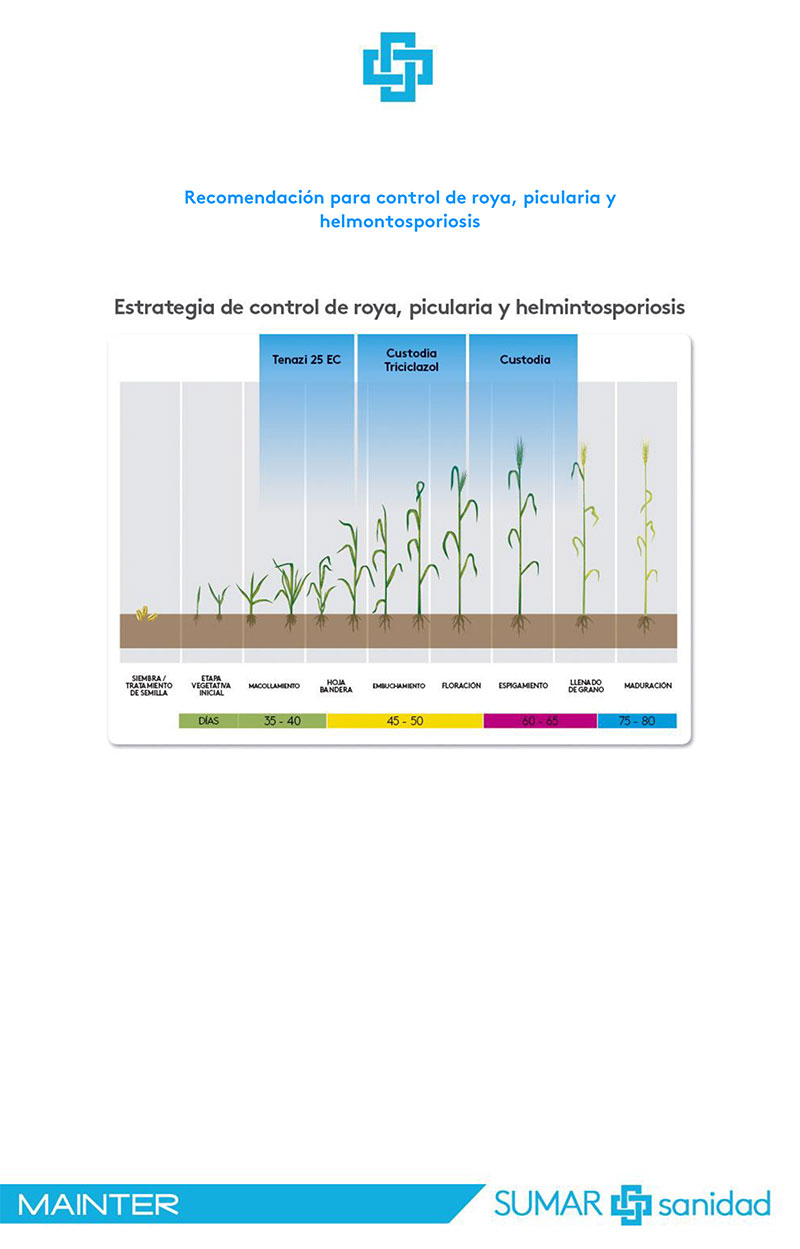 Recomendación para control de roya, picularia y
helmontosporiosis
Estrategia de control de roya, picularia y helmintosporiosis
Tenazi 25 EC
Custodia
Triciclazol
Custodia
SIEMBRA /
TRATAMIENTO
DE SEMILLA
ETAPA
VEGETATIVA
INICIAL
MACOLLAMIENTO
HOJA
BANDERA
EMBUCHAMIENTO
FLORACIÓN
ESPIGAMIENTO
LLENADO
DE GRANO
MADURACIÓN
DÍAS
35 - 40
45 - 50
60 - 65
75 - 80
MAINTER
SUMAR sanidad